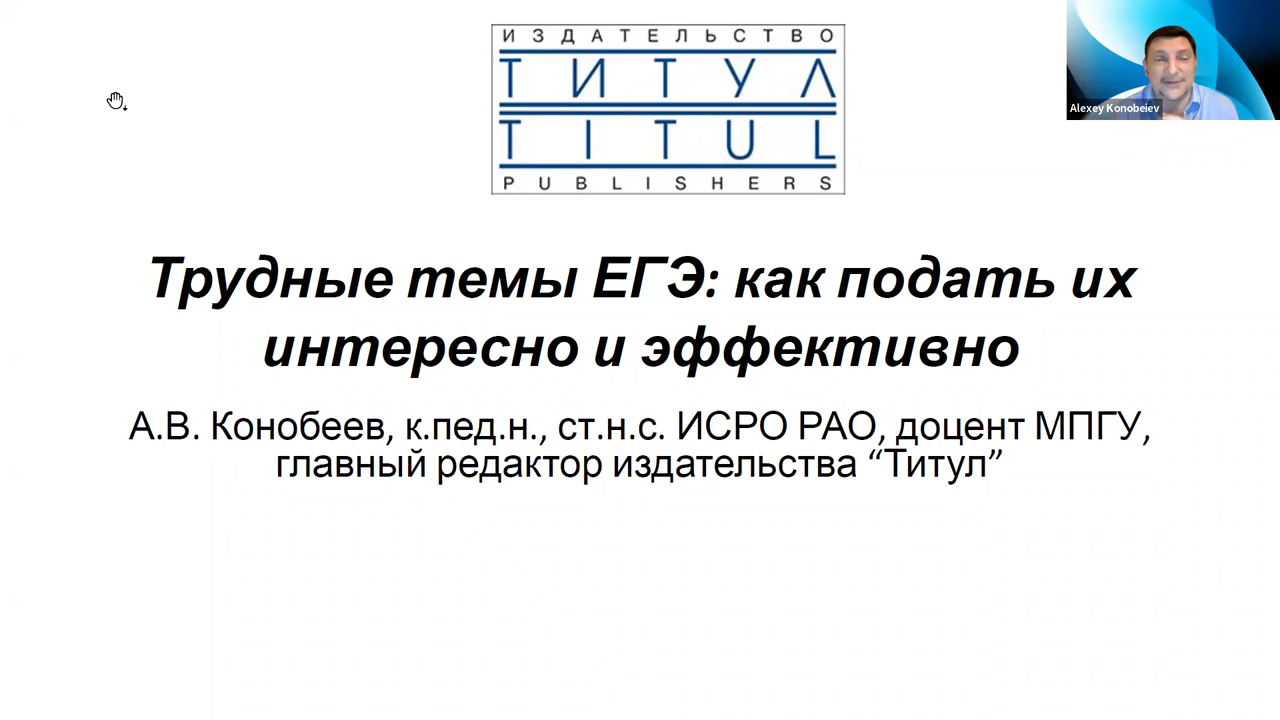 ИЗДАТЕЛЬСТВО
ТИТУЛ
TITUL
PUBLISHERS
Alexey Konobeiev
Трудные темы ЕГЭ: как подать их
интересно и эффективно
А.В. Конобеев, к.пед.н., ст.н.с. ИСРО РАО, доцент МПГУ,
главный редактор издательства “Титул”